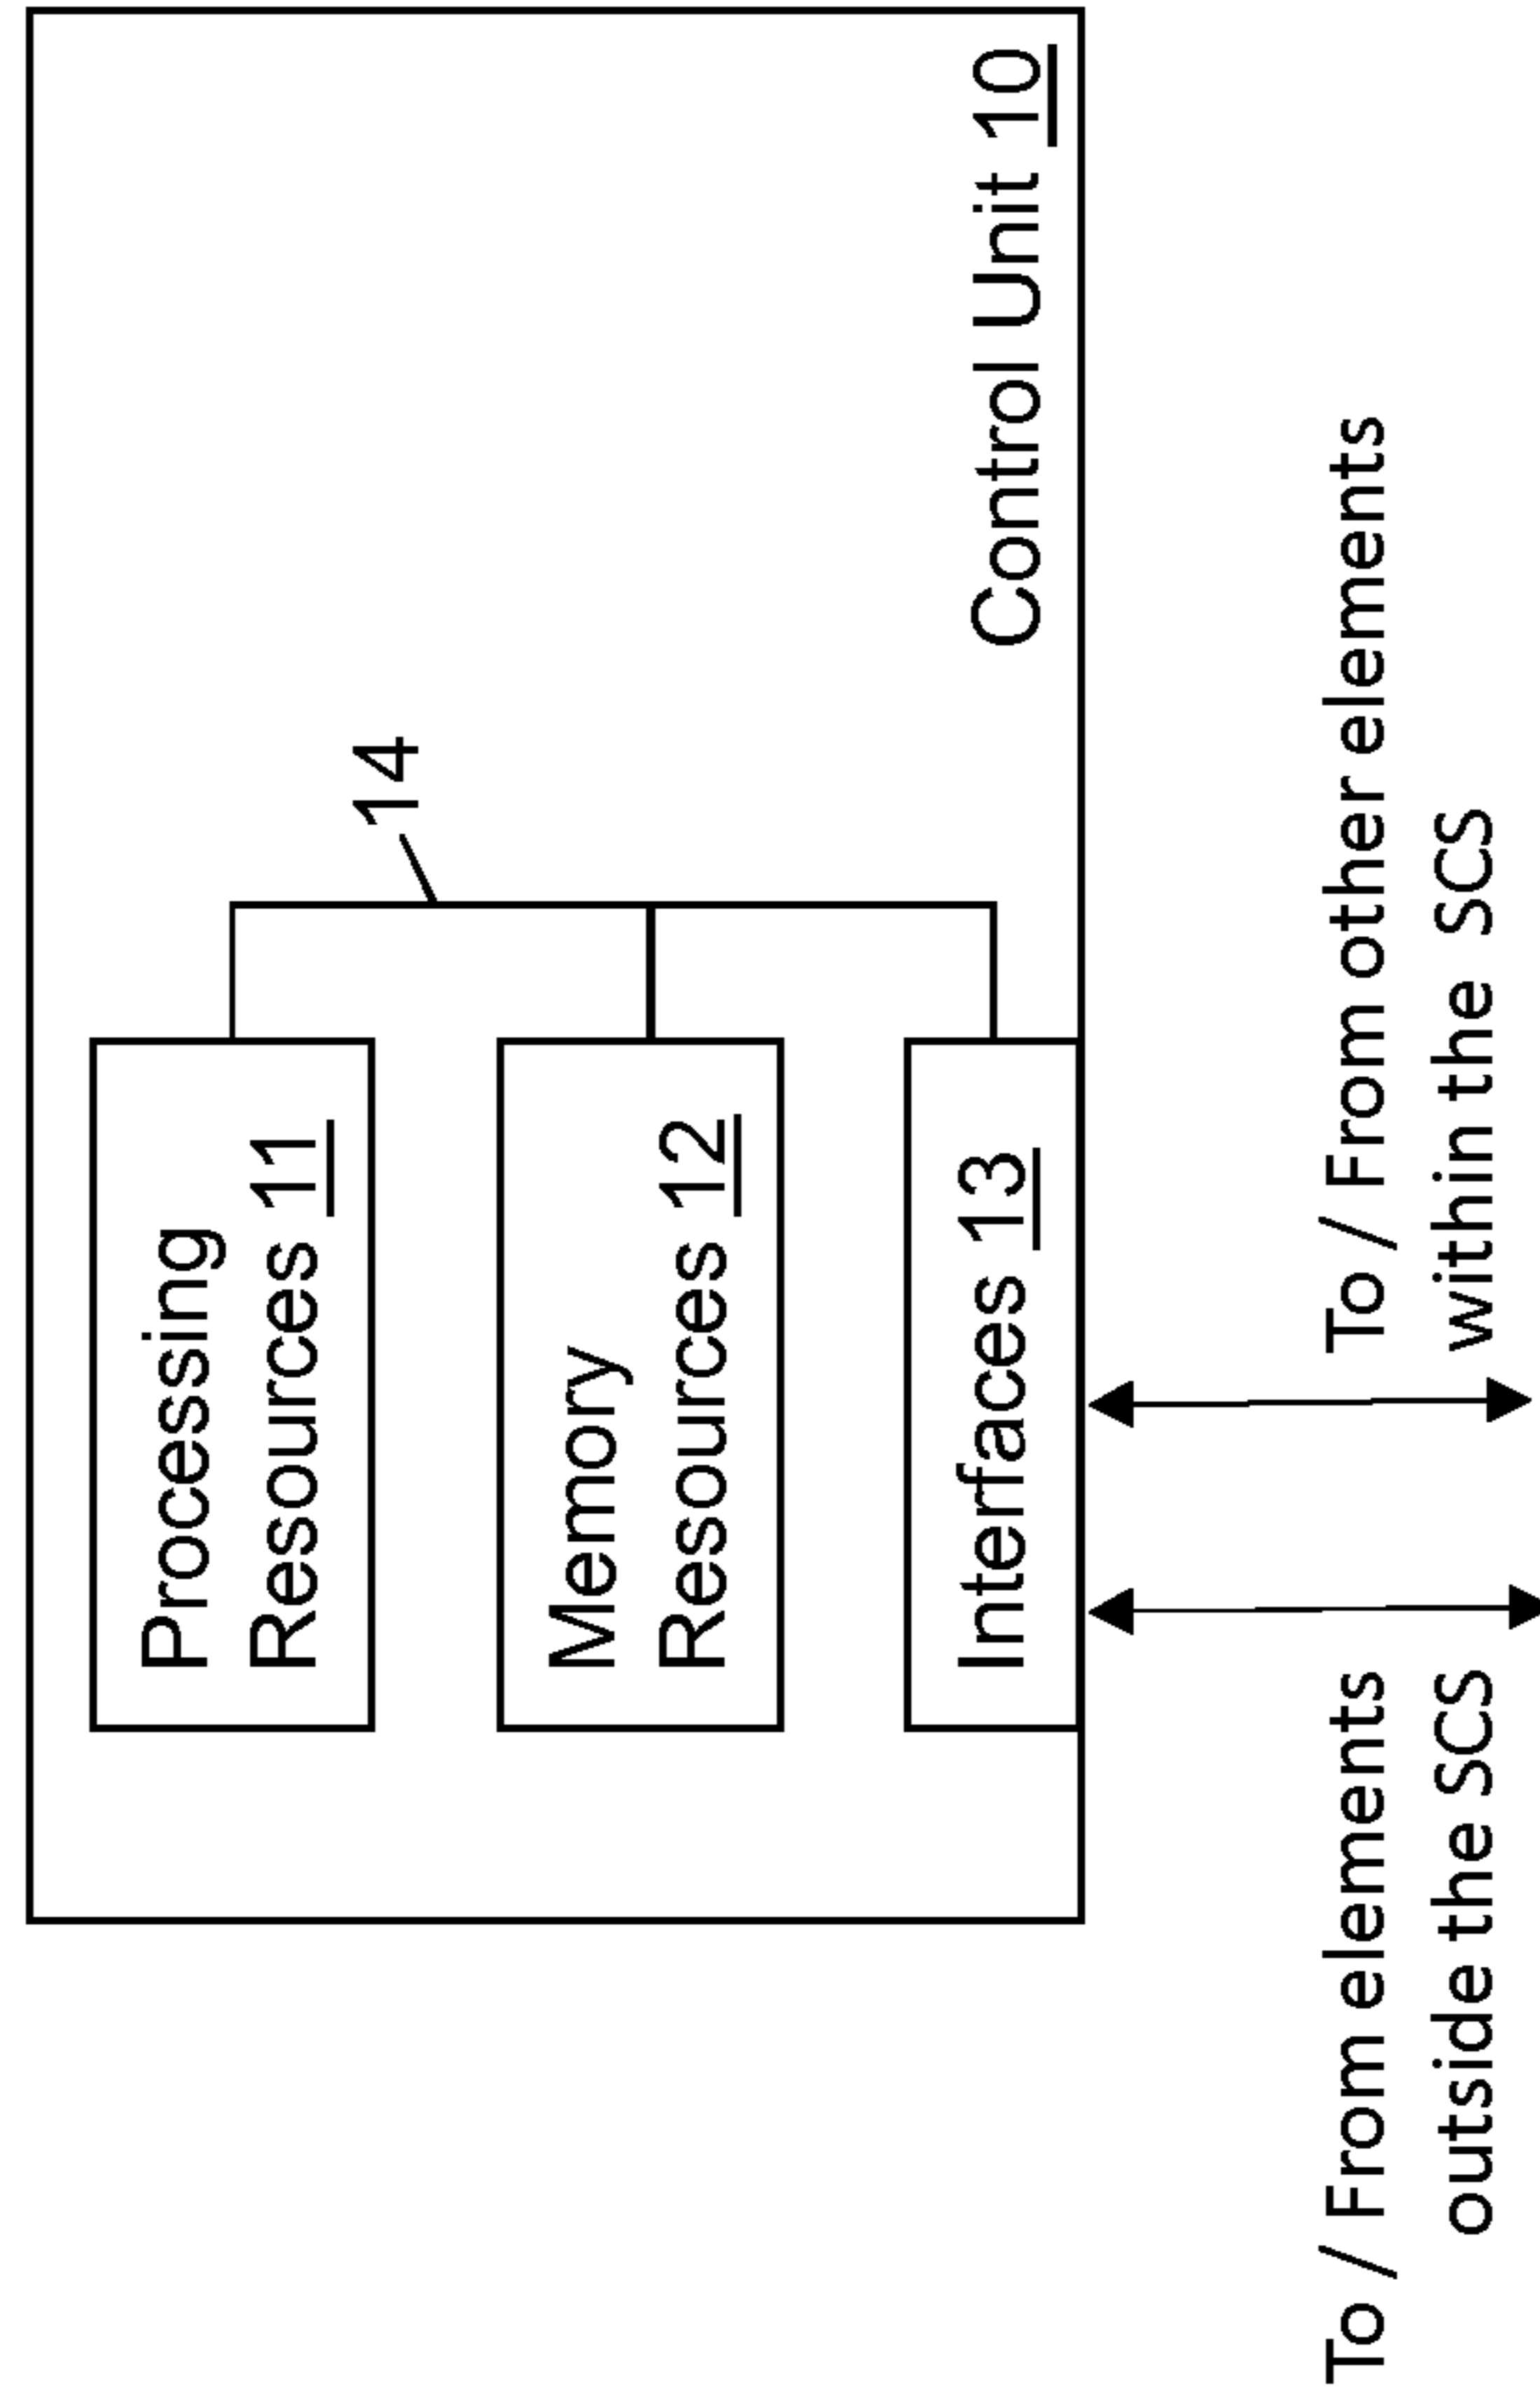 Processing
Resources 11
14
Memory
Resources 12
Interfaces 13
Control Unit 10
To / From elements
outside the SCS
To / From other elements
within the SCS